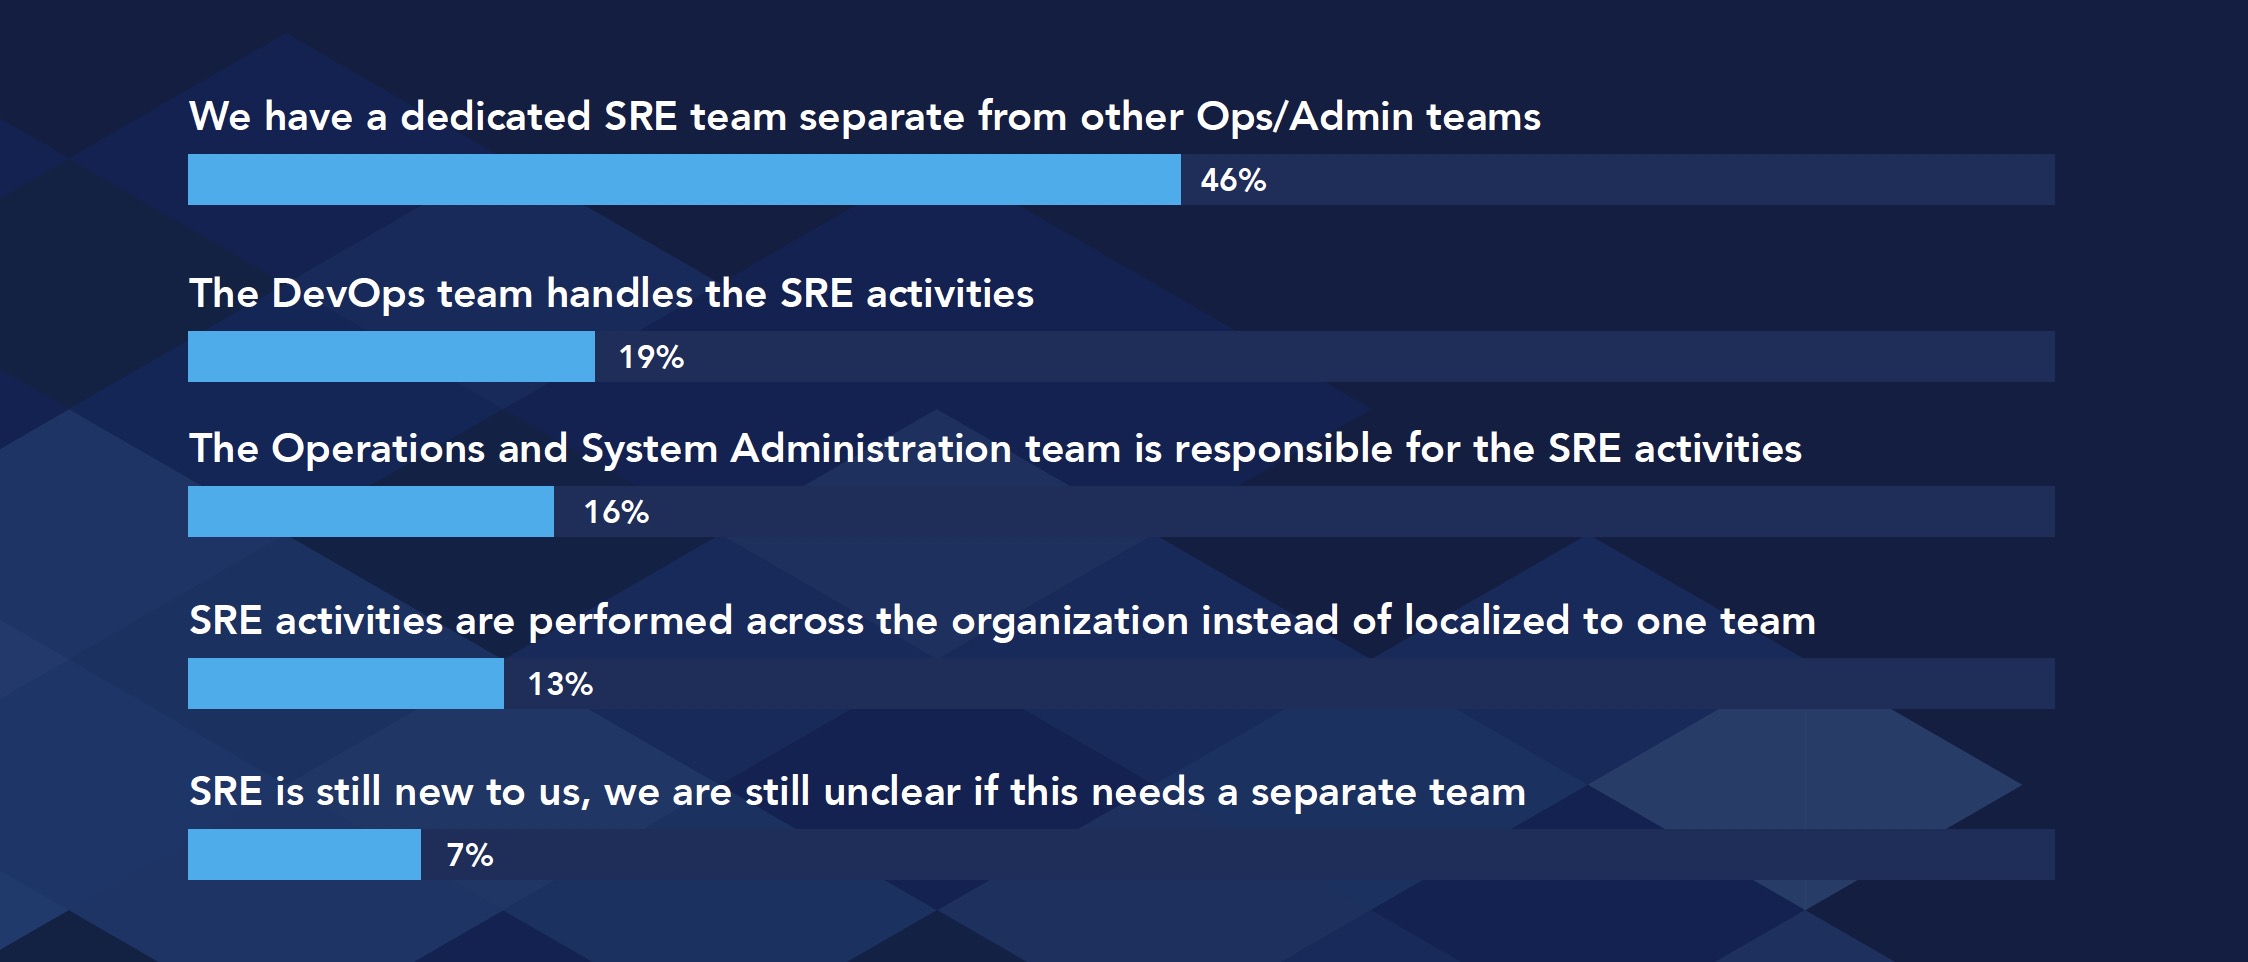 We have a dedicated SRE team separate from other Ops/Admin teams
46%
The DevOps team handles the SRE activities
19%
The Operations and System Administration team is responsible for the SRE activities
16%
SRE activities are performed across the organization instead of localized to one team
13%
SRE is still new to us, we are still unclear if this needs a separate team
7%